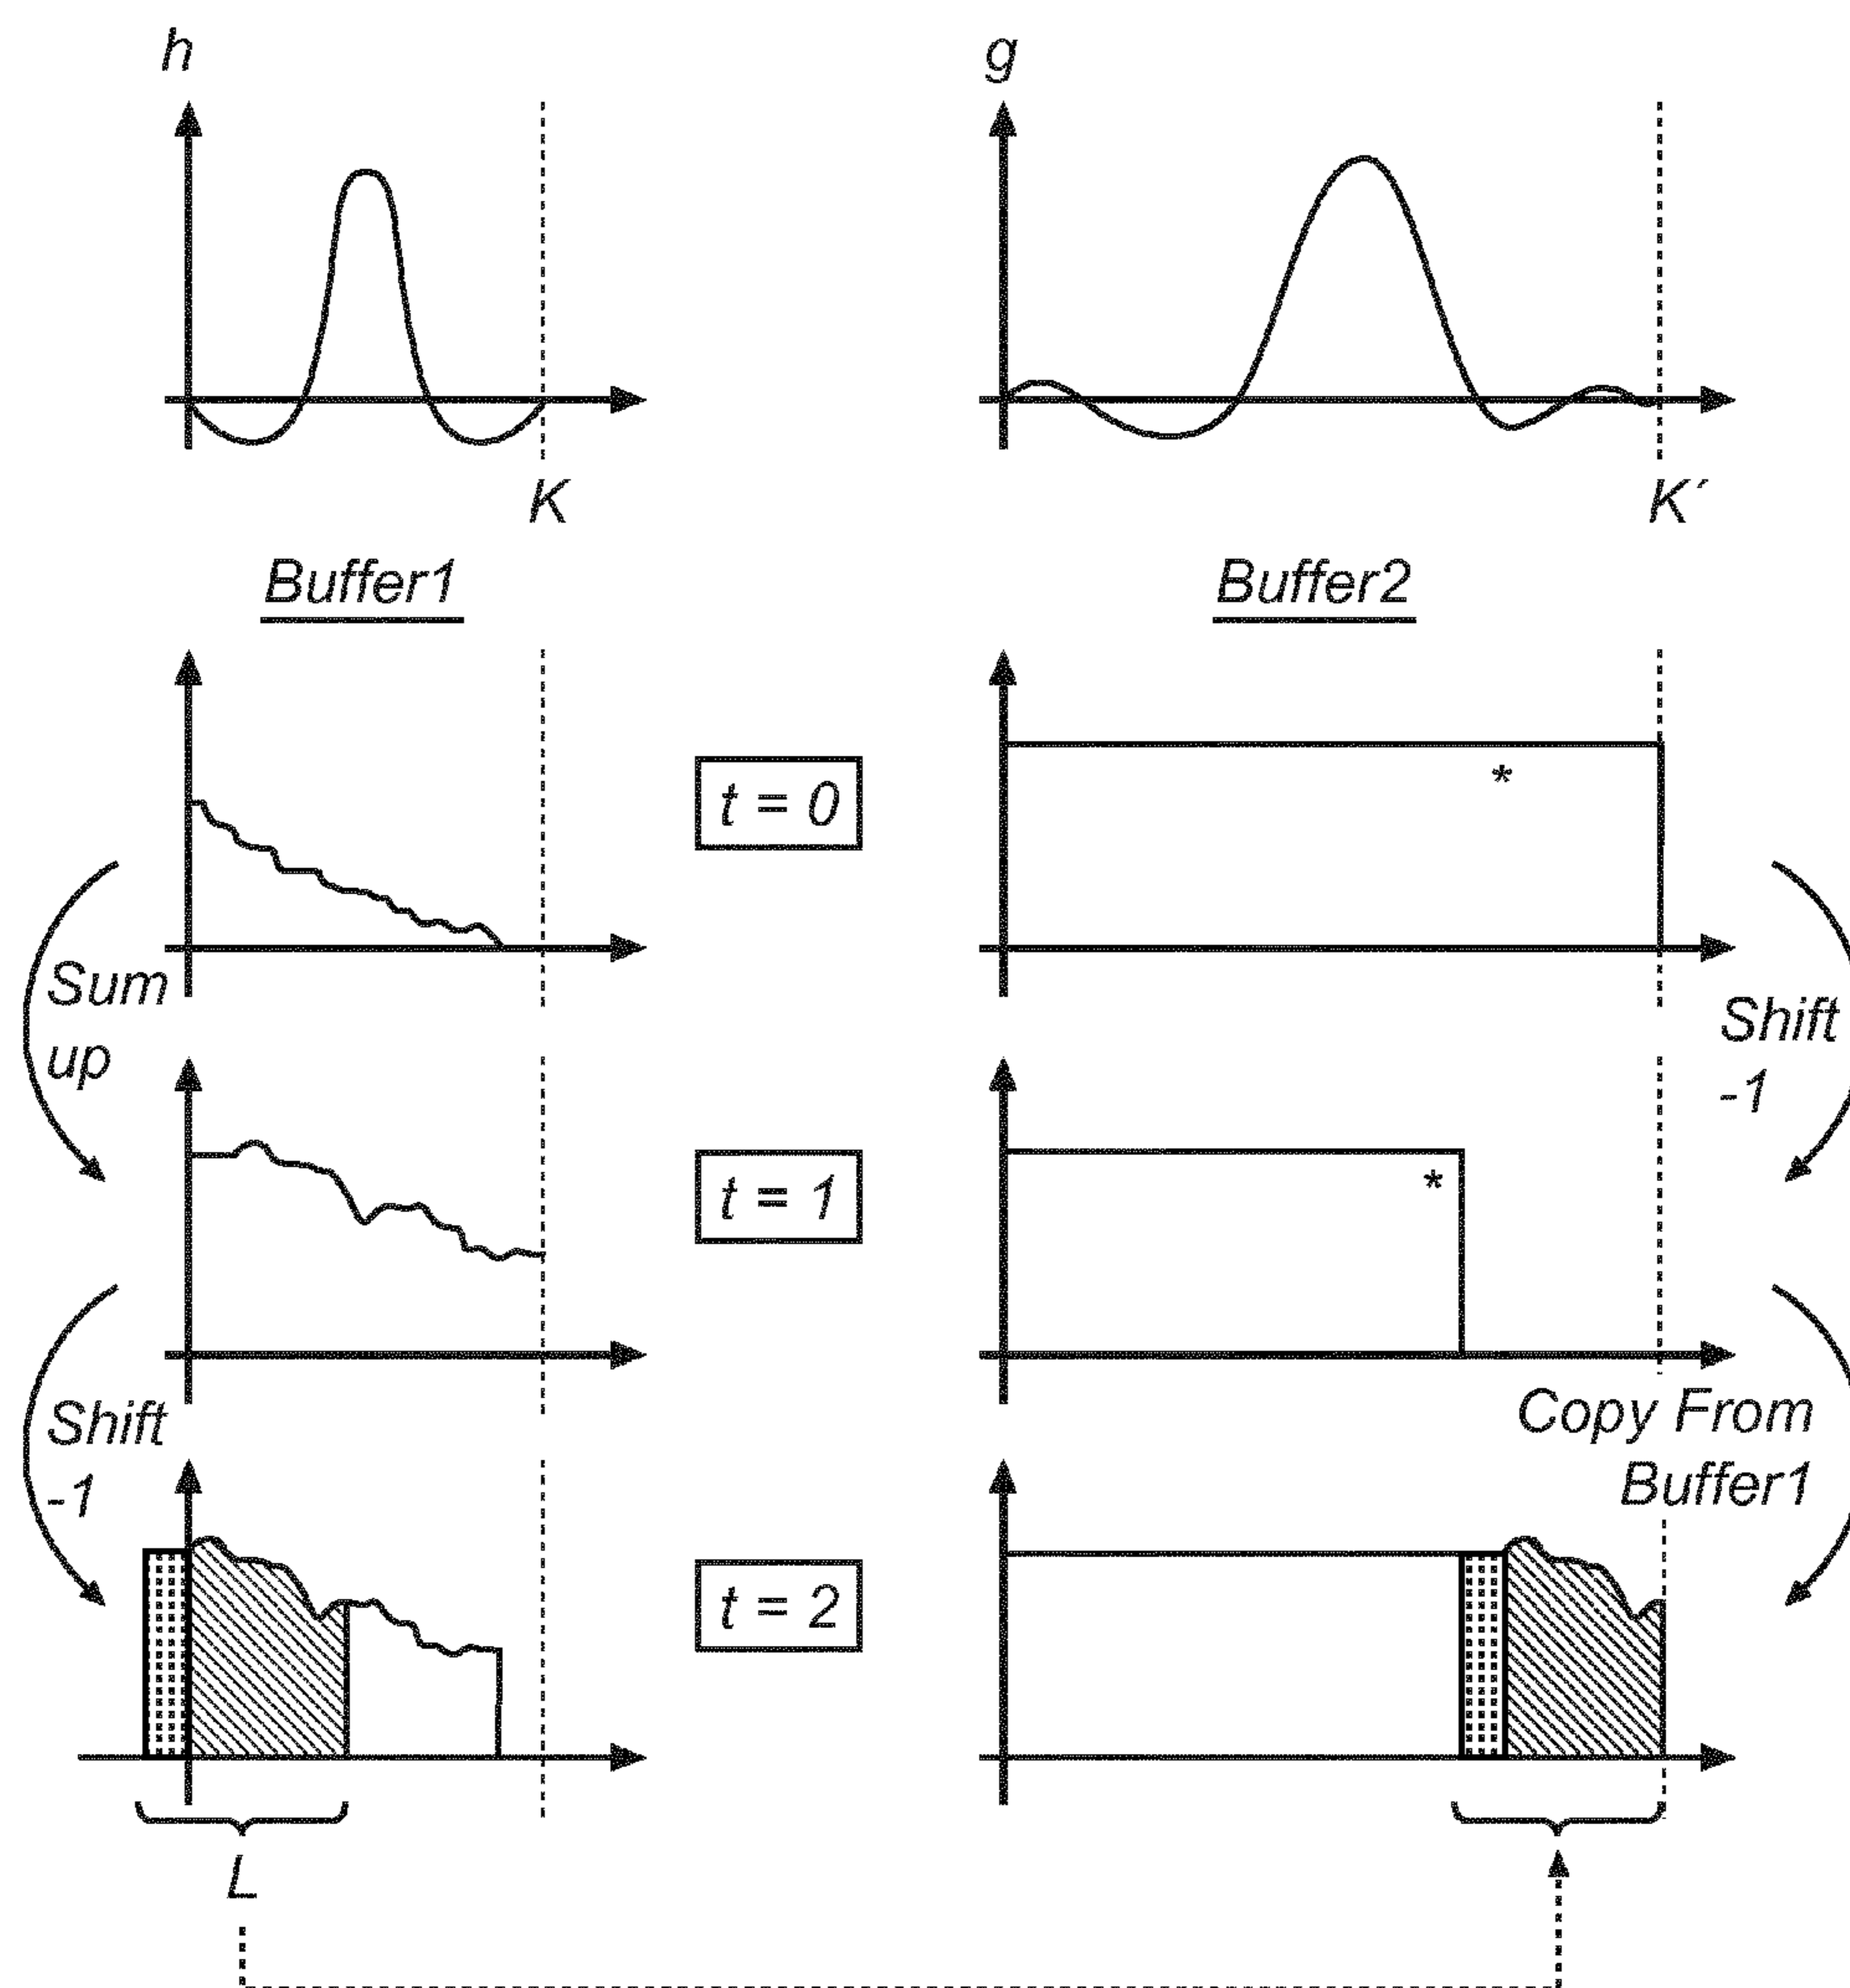 h
g
K
K´
Buffer1
Buffer2
t = 0
*
Sum
up
Shift
-1
t = 1
*
Shift
-1
Copy From
Buffer1
t = 2
L